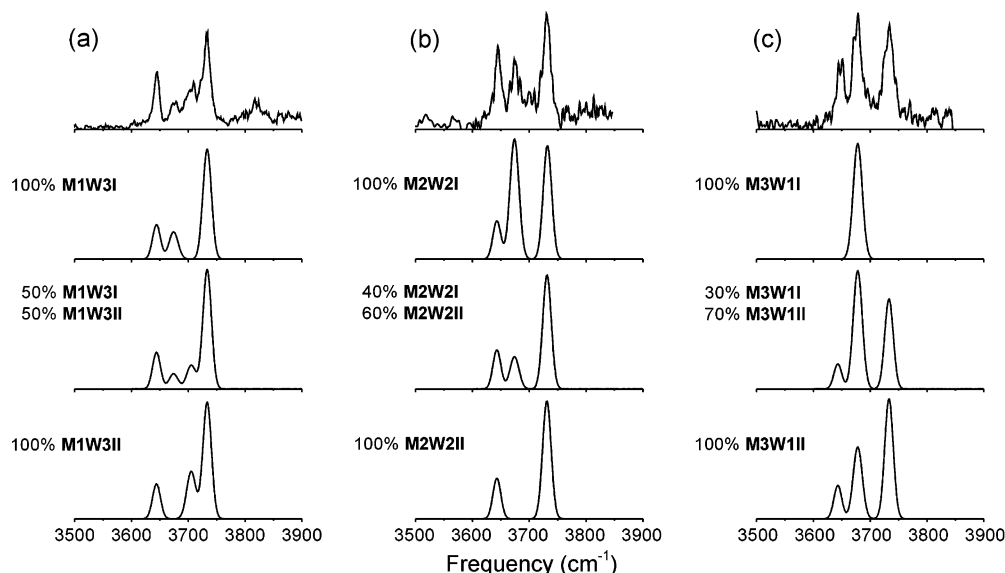 (a) (b) (c)
100% M1W3I 100% M2W2I 100% M3W1I
50% M1W3I 40% M2W2I 30% M3W1I
50% M1W3II 60% M2W2II 70% M3W1II
100% M1W3II 100% M2W2II 100% M3W1II
3500 3600 3700 3800 3900 3500 3600 3700 3800 3900 3500 3600 3700 3800 3900
Frequency (cm⁻¹)